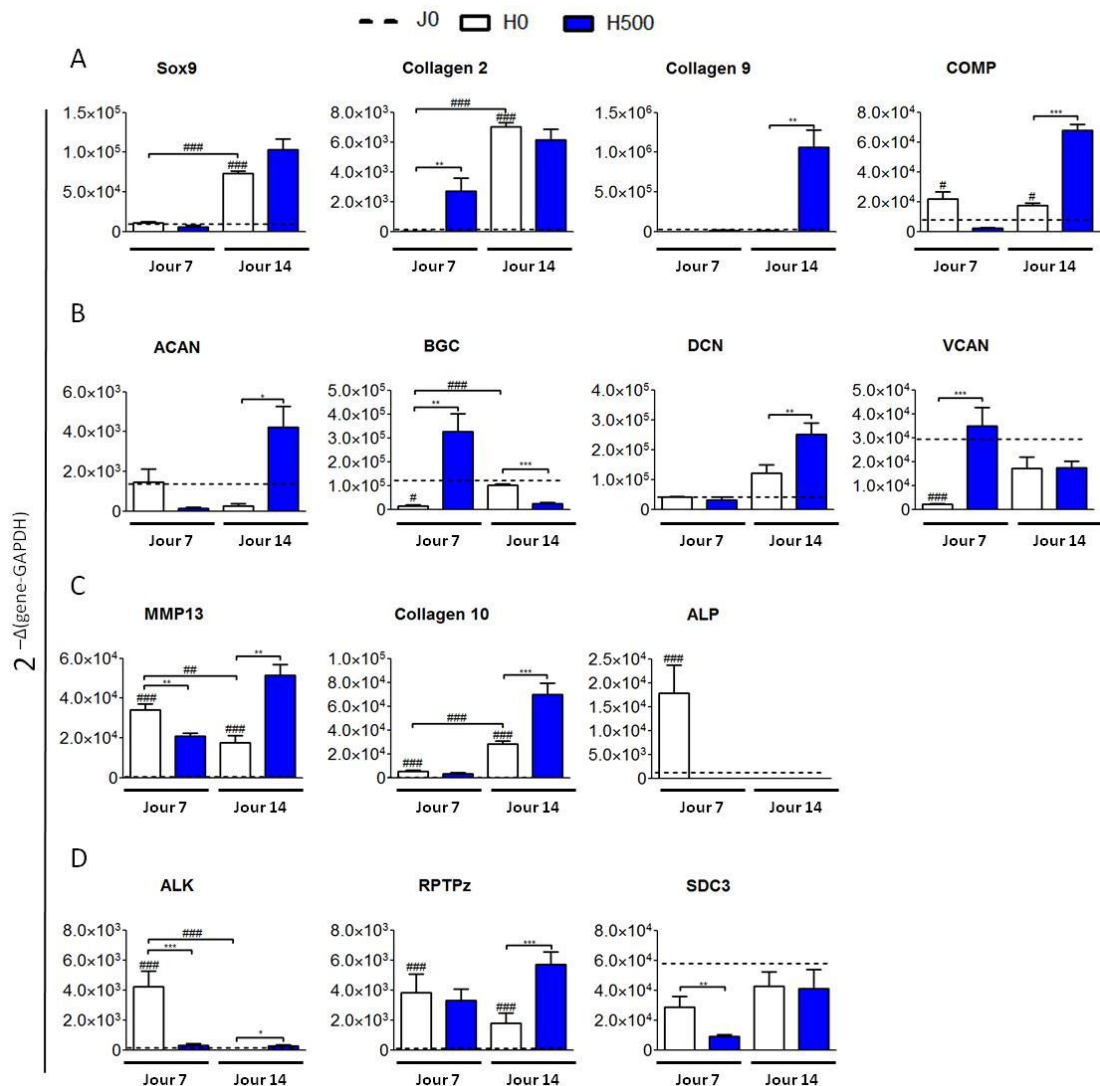 J0 H0 H500
A
Sox9 Collagen 2 Collagen 9 COMP
1.5×10⁵ 8.0×10³ 1.5×10⁶ 8.0×10⁴
### ### ** ***
1.0×10⁵ ### 6.0×10³ ### 1.0×10⁶ 6.0×10⁴
5.0×10⁴ 4.0×10³ ** 5.0×10⁵ 4.0×10⁴ # #
2.0×10³ 2.0×10⁴
0 0 0 0
Jour 7 Jour 14 Jour 7 Jour 14 Jour 7 Jour 14 Jour 7 Jour 14
B
ACAN BGC DCN VCAN
6.0×10³ 5.0×10⁵ ### 4.0×10⁵ 5.0×10⁴
* ** ** ***
4.0×10³ 4.0×10⁵ 3.0×10⁵ 4.0×10⁴
3.0×10⁵ 2.0×10⁵ 3.0×10⁴
2.0×10³ 2.0×10⁵ *** 2.0×10⁴
1.0×10⁵ # 1.0×10⁵ 1.0×10⁴ ###
0 0 0 0
Jour 7 Jour 14 Jour 7 Jour 14 Jour 7 Jour 14 Jour 7 Jour 14
2 −Δ(gene-GAPDH)
C
MMP13 Collagen 10 ALP
6.0×10⁴ ## ** 1.0×10⁵ *** 2.5×10⁴ ###
** 8.0×10⁴ 2.0×10⁴
4.0×10⁴ ### 6.0×10⁴ ### 1.5×10⁴
2.0×10⁴ ### 4.0×10⁴ ### 1.0×10⁴
2.0×10⁴ ### 5.0×10³
0 0 0
Jour 7 Jour 14 Jour 7 Jour 14 Jour 7 Jour 14
D
ALK RPTPz SDC3
8.0×10³ ### 8.0×10³ *** 8.0×10⁴
6.0×10³ *** 6.0×10³ ### 6.0×10⁴
4.0×10³ ### 4.0×10³ 4.0×10⁴ **
2.0×10³ * 2.0×10³ ### 2.0×10⁴
0 0 0
Jour 7 Jour 14 Jour 7 Jour 14 Jour 7 Jour 14